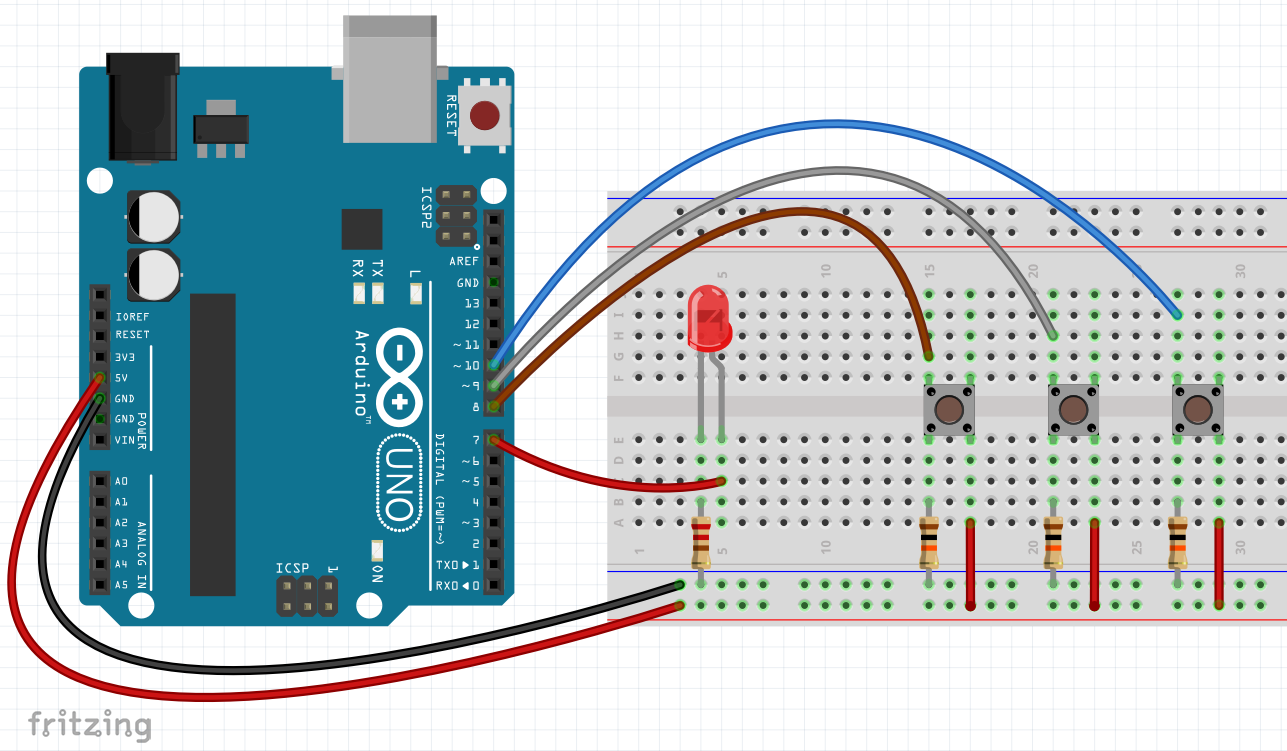 RESET
ICSP2
AREF
GND
13
12
~11
~10
~9
8
7
~6
~5
4
~3
2
TX0▶1
RX0◀0
RX
TX
L
Arduino™
UNO
DIGITAL (PWM=~)
IOREF
RESET
3V3
5V
GND
GND
VIN
POWER
A0
A1
A2
A3
A4
A5
ANALOG IN
ICSP
1
ON
5
10
15
20
25
30
I
H
G
F
E
D
C
B
A
1
5
10
15
20
25
30
fritzing